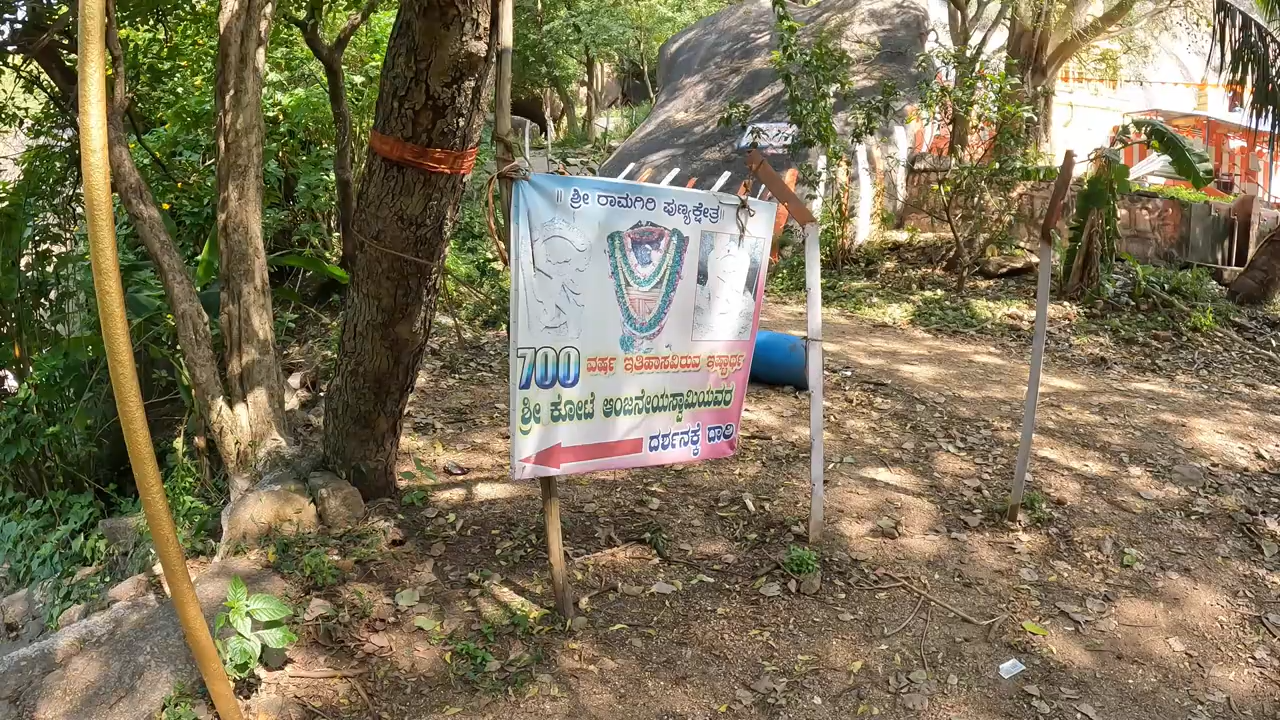 ॥ ಶ್ರೀ ರಾಮಗಿರಿ ಪುಣ್ಯಕ್ಷೇತ್ರ॥
700 ವರ್ಷ ಇತಿಹಾಸವಿರುವ ಇಷ್ಟಾರ್ಥ
ಶ್ರೀ ಕೋಟೆ ಆಂಜನೇಯಸ್ವಾಮಿಯವರ
ದರ್ಶನಕ್ಕೆ ದಾರಿ